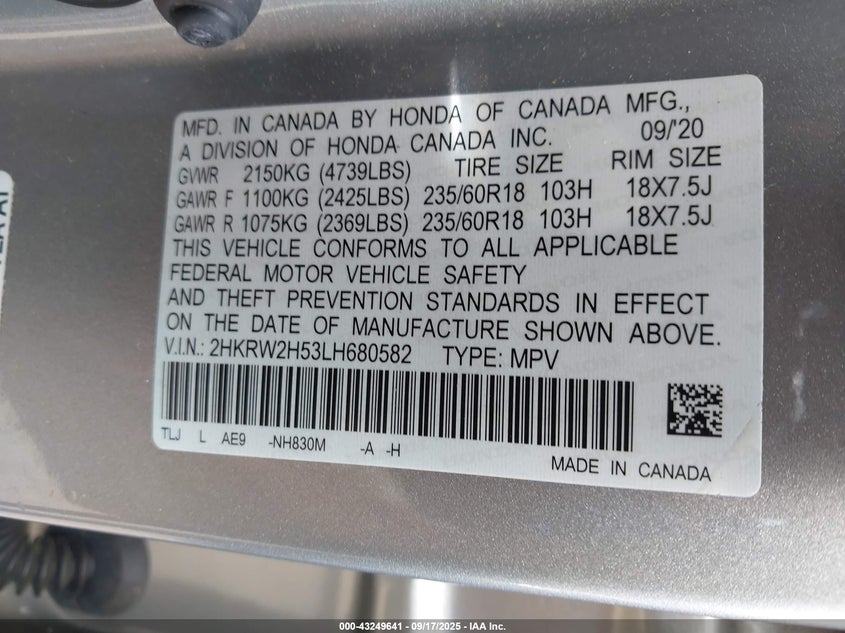 MFD. IN CANADA BY HONDA OF CANADA MFG.,
A DIVISION OF HONDA CANADA INC. 09/'20
GVWR 2150KG (4739LBS) TIRE SIZE RIM SIZE
GAWR F 1100KG (2425LBS) 235/60R18 103H 18X7.5J
GAWR R 1075KG (2369LBS) 235/60R18 103H 18X7.5J
THIS VEHICLE CONFORMS TO ALL APPLICABLE
FEDERAL MOTOR VEHICLE SAFETY
AND THEFT PREVENTION STANDARDS IN EFFECT
ON THE DATE OF MANUFACTURE SHOWN ABOVE.
V.I.N.: 2HKRW2H53LH680582 TYPE: MPV
TLJ L AE9 -NH830M -A -H
MADE IN CANADA
000-43249641 - 09/17/2025 - IAA Inc.